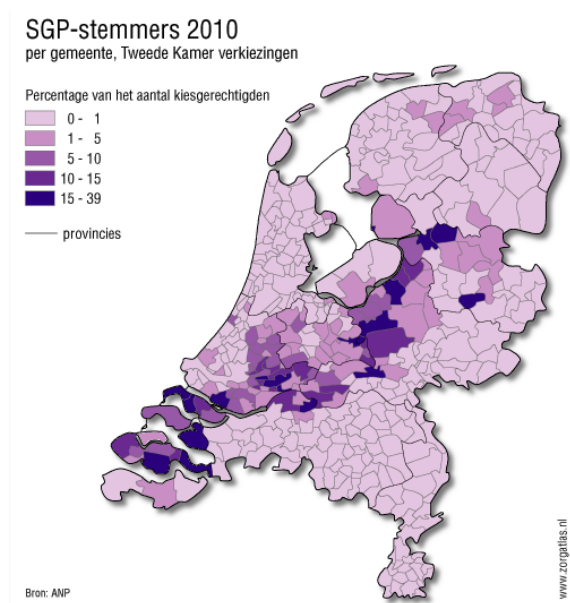 SGP-stemmers 2010
per gemeente, Tweede Kamer verkiezingen
Percentage van het aantal kiesgerechtigden
0 - 1
1 - 5
5 - 10
10 - 15
15 - 39
provincies
Bron: ANP
www.zorgatlas.nl